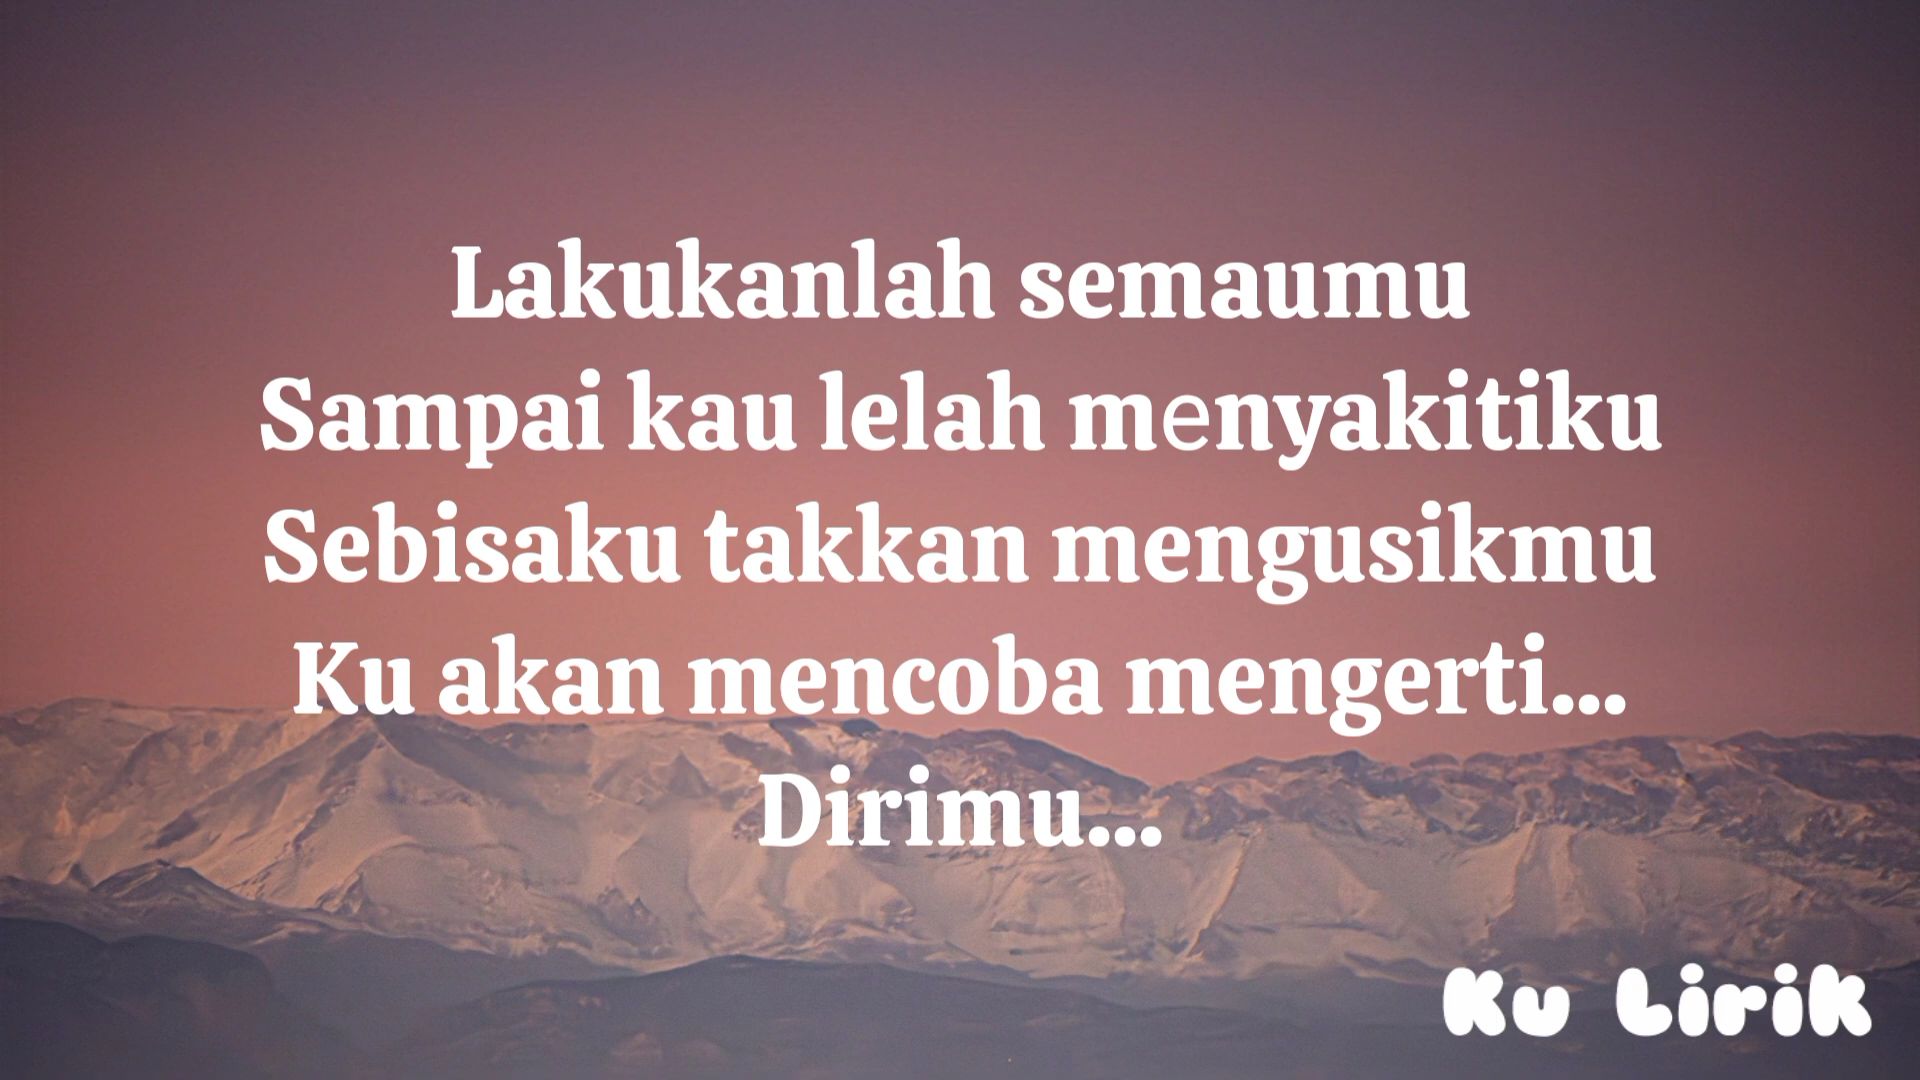 Lakukanlah semaumu
Sampai kau lelah menyakitiku
Sebisaku takkan mengusikmu
Ku akan mencoba mengerti...
Dirimu...
Ku Lirik